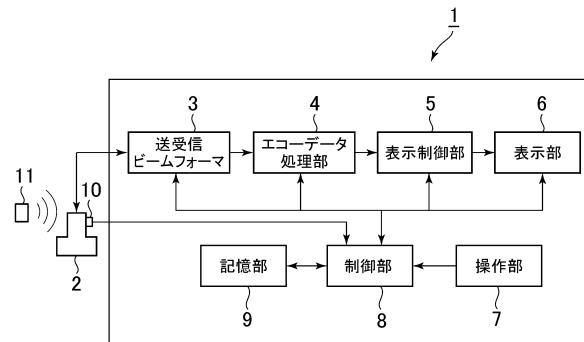 1
3
4
5
6
送受信
ビームフォーマ
エコーデータ
処理部
表示制御部
表示部
11
10
2
記憶部
制御部
操作部
9
8
7